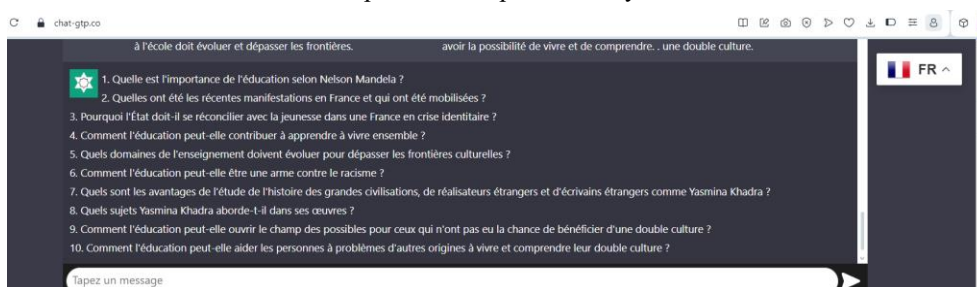 chat-gtp.co
à l'école doit évoluer et dépasser les frontières.
avoir la possibilité de vivre et de comprendre. . une double culture.
FR
1. Quelle est l'importance de l'éducation selon Nelson Mandela ?
2. Quelles ont été les récentes manifestations en France et qui ont été mobilisées ?
3. Pourquoi l'État doit-il se réconcilier avec la jeunesse dans une France en crise identitaire ?
4. Comment l'éducation peut-elle contribuer à apprendre à vivre ensemble ?
5. Quels domaines de l'enseignement doivent évoluer pour dépasser les frontières culturelles ?
6. Comment l'éducation peut-elle être une arme contre le racisme ?
7. Quels sont les avantages de l'étude de l'histoire des grandes civilisations, de réalisateurs étrangers et d'écrivains étrangers comme Yasmina Khadra ?
8. Quels sujets Yasmina Khadra aborde-t-il dans ses œuvres ?
9. Comment l'éducation peut-elle ouvrir le champ des possibles pour ceux qui n'ont pas eu la chance de bénéficier d'une double culture ?
10. Comment l'éducation peut-elle aider les personnes à problèmes d'autres origines à vivre et comprendre leur double culture ?
Tapez un message